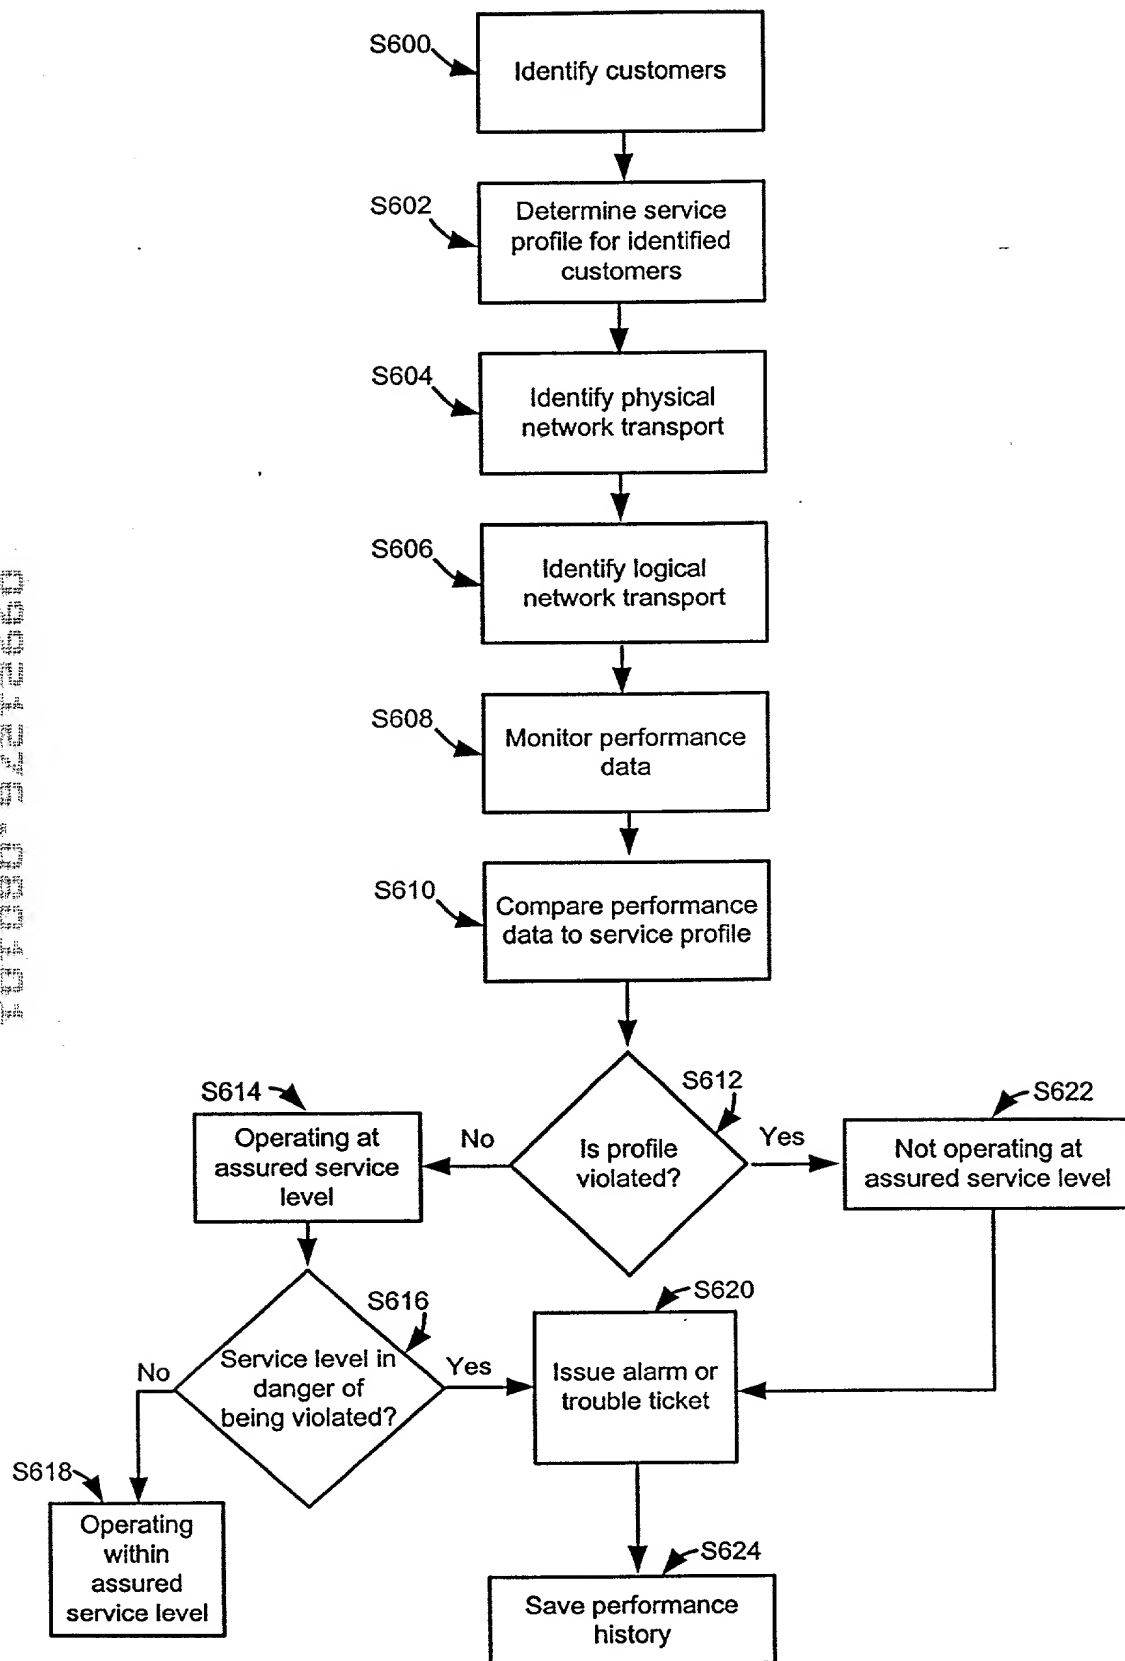 S600
Identify customers
S602
Determine service
profile for identified
customers
S604
Identify physical
network transport
S606
Identify logical
network transport
S608
Monitor performance
data
S610
Compare performance
data to service profile
S612
Is profile
violated?
No
Yes
S614
Operating at
assured service
level
S622
Not operating at
assured service level
S616
Service level in
danger of
being violated?
No
Yes
S620
Issue alarm or
trouble ticket
S618
Operating
within
assured
service level
S624
Save performance
history